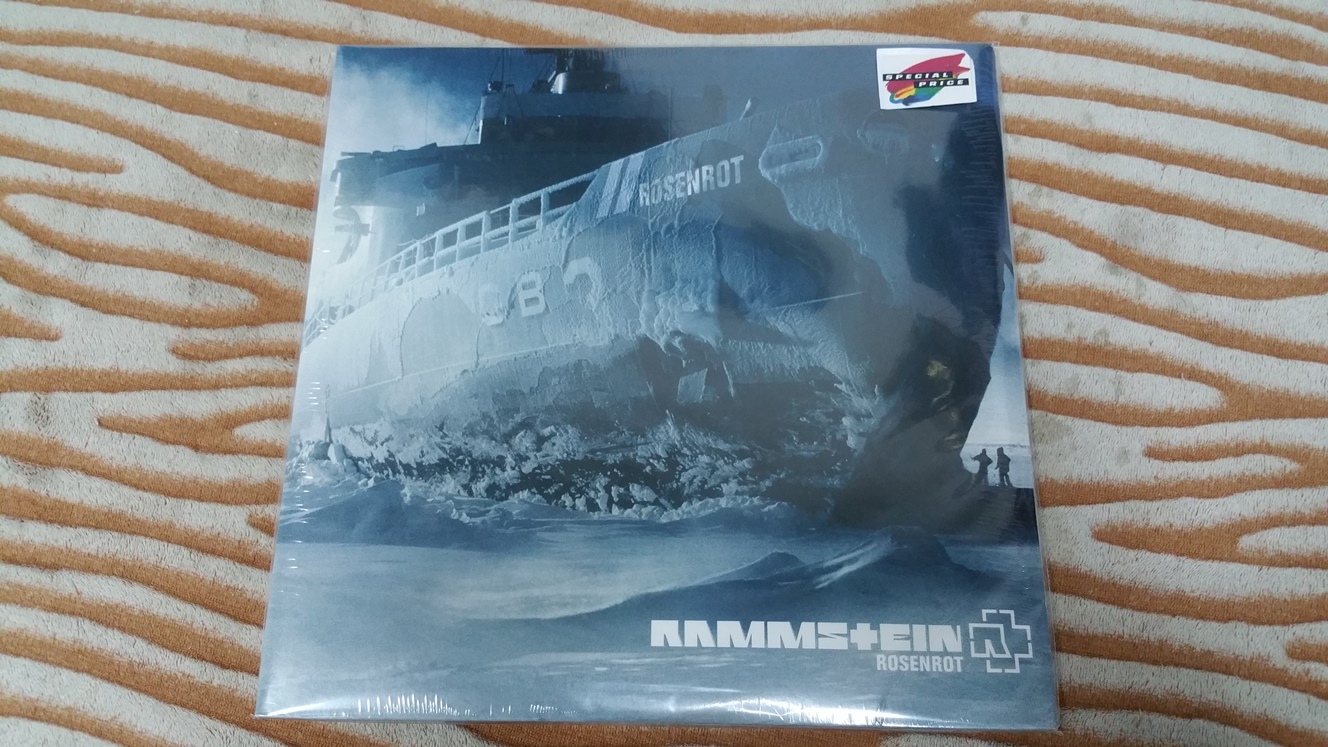 SPECIAL
PRICE
ROSENROT
RAMMSTEIN
ROSENROT